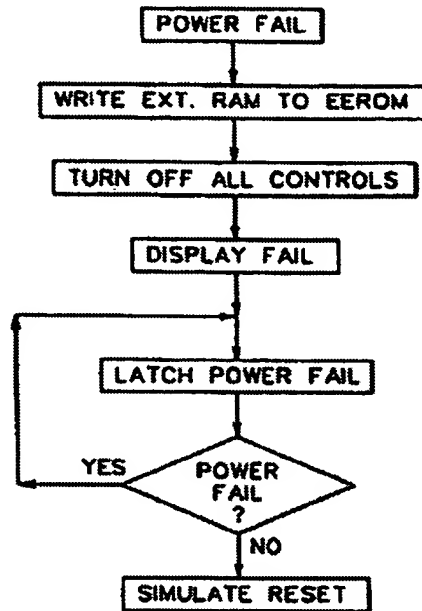 POWER FAIL
WRITE EXT. RAM TO EEROM
TURN OFF ALL CONTROLS
DISPLAY FAIL
LATCH POWER FAIL
YES
POWER
FAIL
?
NO
SIMULATE RESET